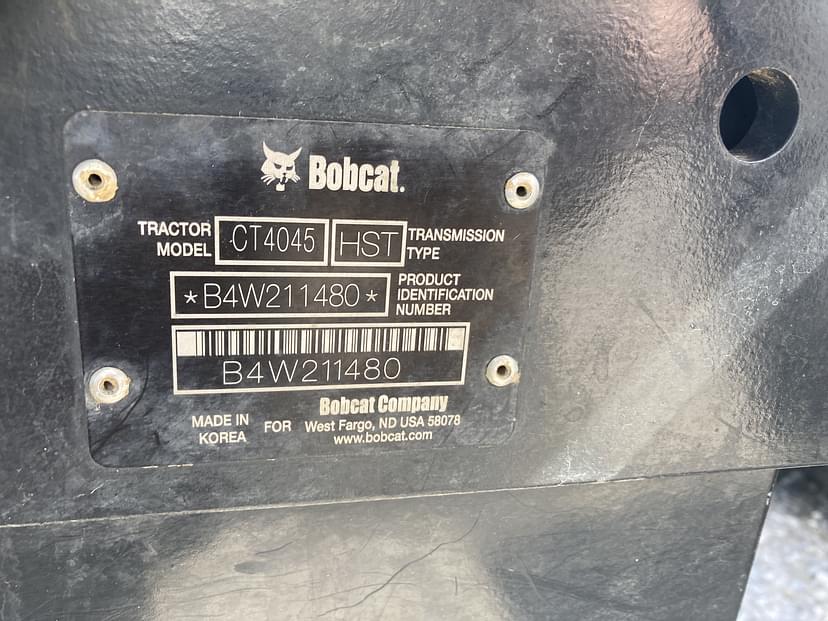 Bobcat.
TRACTOR MODEL CT4045 HST TRANSMISSION TYPE
*B4W211480* PRODUCT IDENTIFICATION NUMBER
B4W211480
MADE IN KOREA FOR
Bobcat Company
West Fargo, ND USA 58078
www.bobcat.com